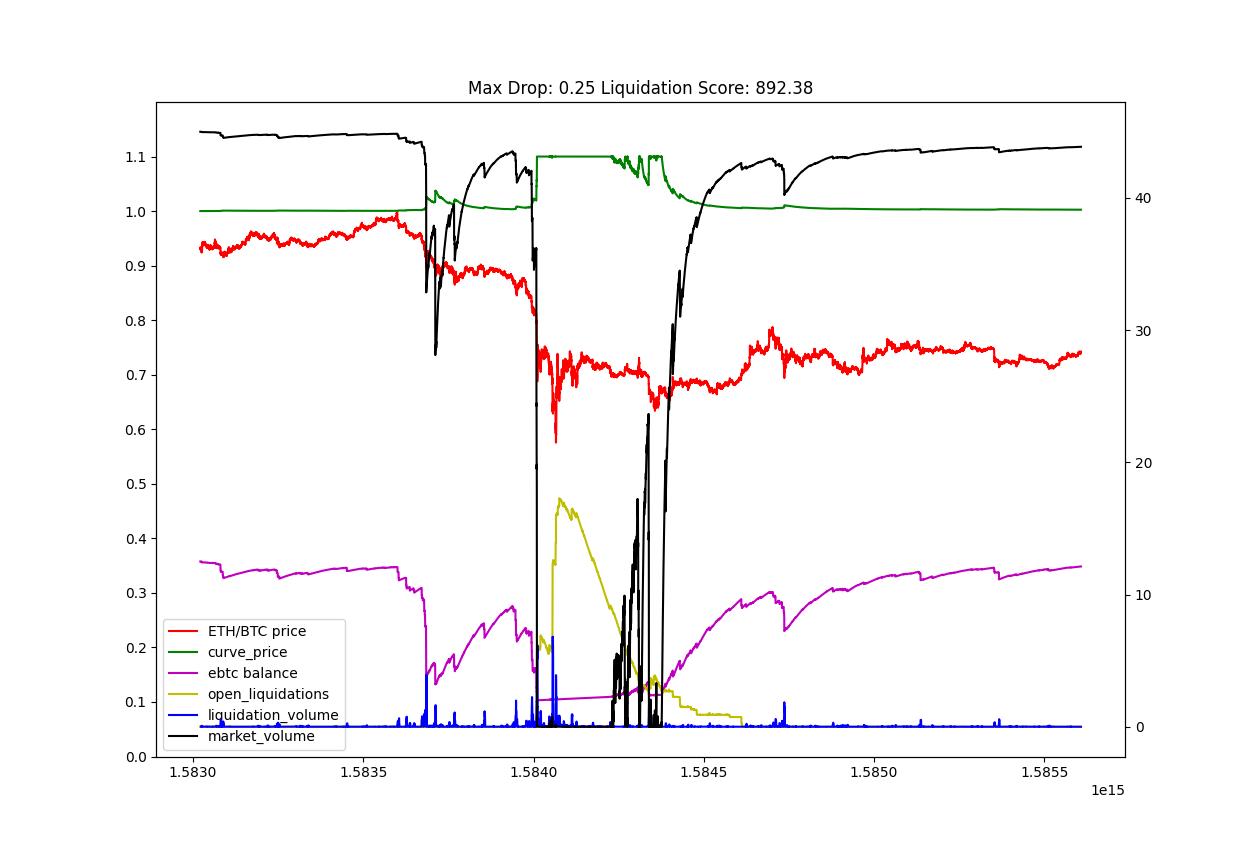 Max Drop: 0.25 Liquidation Score: 892.38
1.1
1.0
0.9
0.8
0.7
0.6
0.5
0.4
0.3
0.2
0.1
0.0
40
30
20
10
0
ETH/BTC price
curve_price
ebtc balance
open_liquidations
liquidation_volume
market_volume
1.5830
1.5835
1.5840
1.5845
1.5850
1.5855
1e15